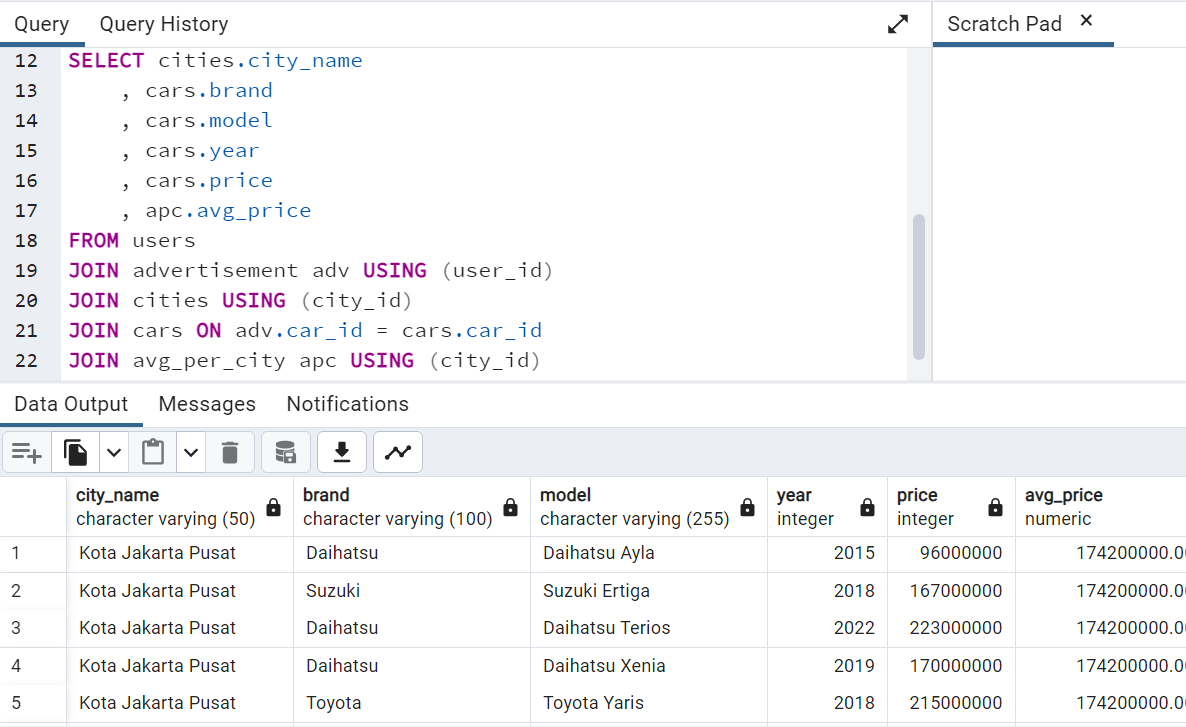 Query Query History Scratch Pad ×
12 SELECT cities.city_name
13 , cars.brand
14 , cars.model
15 , cars.year
16 , cars.price
17 , apc.avg_price
18 FROM users
19 JOIN advertisement adv USING (user_id)
20 JOIN cities USING (city_id)
21 JOIN cars ON adv.car_id = cars.car_id
22 JOIN avg_per_city apc USING (city_id)
Data Output Messages Notifications
city_name brand model year price avg_price
character varying (50) character varying (100) character varying (255) integer integer numeric
1 Kota Jakarta Pusat Daihatsu Daihatsu Ayla 2015 96000000 174200000.0
2 Kota Jakarta Pusat Suzuki Suzuki Ertiga 2018 167000000 174200000.0
3 Kota Jakarta Pusat Daihatsu Daihatsu Terios 2022 223000000 174200000.0
4 Kota Jakarta Pusat Daihatsu Daihatsu Xenia 2019 170000000 174200000.0
5 Kota Jakarta Pusat Toyota Toyota Yaris 2018 215000000 174200000.0